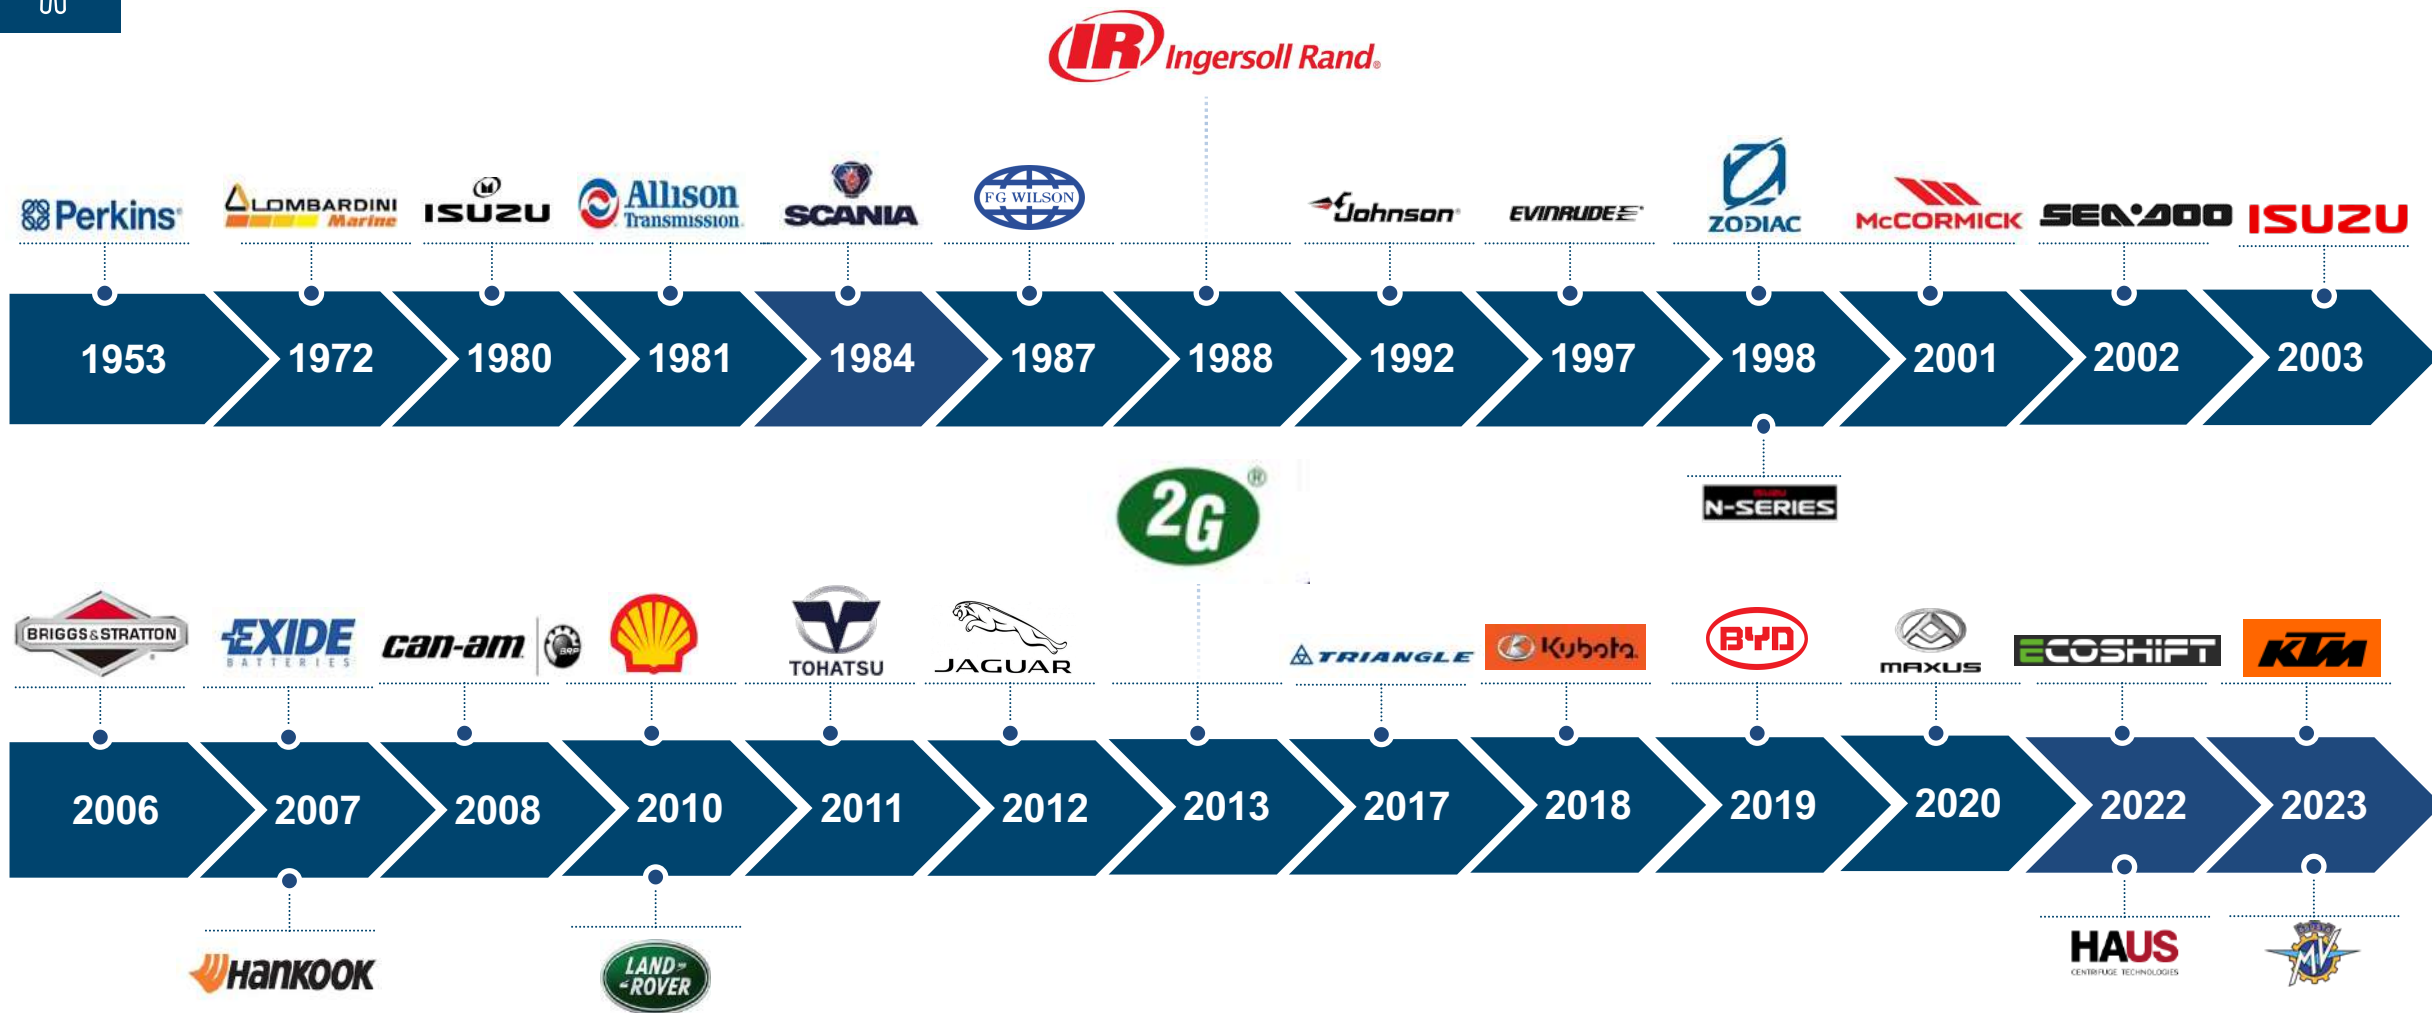 IR Ingersoll Rand®
Perkins®
LOMBARDINI
Marine
ISUZU
Allison
Transmission.
SCANIA
FG WILSON
Johnson®
EVINRUDE E®
ZODIAC
McCORMICK
SEA-DOO
ISUZU
1953
1972
1980
1981
1984
1987
1988
1992
1997
1998
2001
2002
2003
ISUZU
N-SERIES
2G®
BRIGGS & STRATTON®
EXIDE
BATTERIES
can-am
BRP
TOHATSU
JAGUAR
TRIANGLE
Kubota
BYD
MAXUS
ECOSHIFT
KTM
2006
2007
2008
2010
2011
2012
2013
2017
2018
2019
2020
2022
2023
HANKOOK
LAND-
-ROVER
HAUS
CENTRIFUGE TECHNOLOGIES
MV